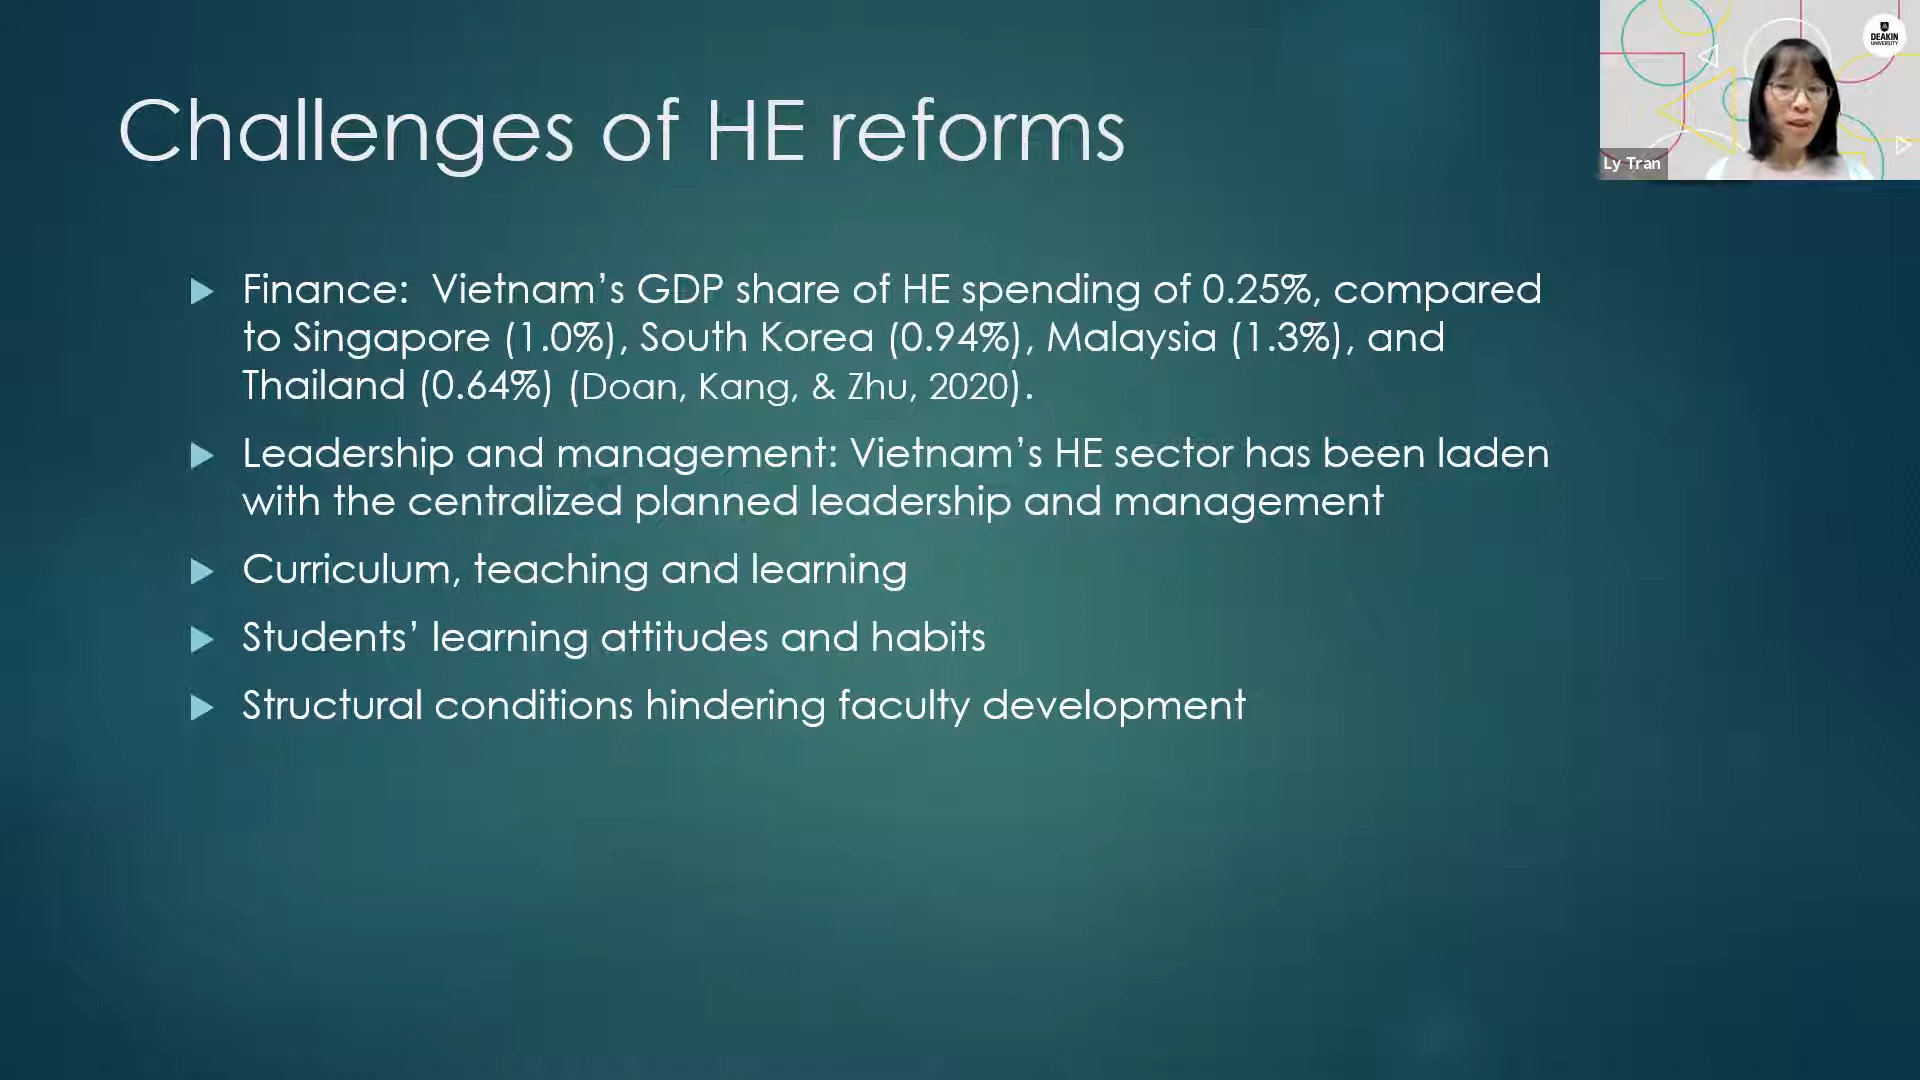 Challenges of HE reforms
DEAKIN
UNIVERSITY
Ly Tran
Finance:  Vietnam’s GDP share of HE spending of 0.25%, compared
to Singapore (1.0%), South Korea (0.94%), Malaysia (1.3%), and
Thailand (0.64%) (Doan, Kang, & Zhu, 2020).
Leadership and management: Vietnam’s HE sector has been laden
with the centralized planned leadership and management
Curriculum, teaching and learning
Students’ learning attitudes and habits
Structural conditions hindering faculty development